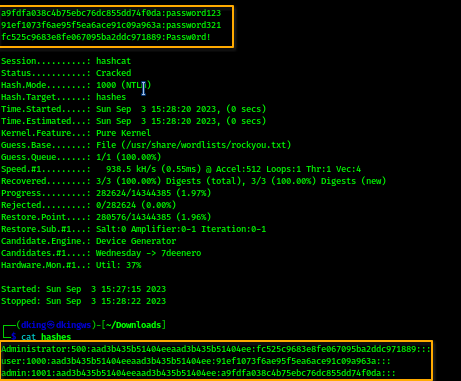 a9fdfa038c4b75ebc76dc855dd74f0da:password123
91ef1073f6ae95f5ea6ace91c09a963a:password321
fc525c9683e8fe067095ba2ddc971889:Passw0rd!
Session..........: hashcat
Status...........: Cracked
Hash.Mode........: 1000 (NTLM)
Hash.Target......: hashes
Time.Started.....: Sun Sep  3 15:28:20 2023, (0 secs)
Time.Estimated...: Sun Sep  3 15:28:20 2023, (0 secs)
Kernel.Feature...: Pure Kernel
Guess.Base.......: File (/usr/share/wordlists/rockyou.txt)
Guess.Queue......: 1/1 (100.00%)
Speed.#1.........:   938.5 kH/s (0.55ms) @ Accel:512 Loops:1 Thr:1 Vec:4
Recovered........: 3/3 (100.00%) Digests (total), 3/3 (100.00%) Digests (new)
Progress.........: 282624/14344385 (1.97%)
Rejected.........: 0/282624 (0.00%)
Restore.Point....: 280576/14344385 (1.96%)
Restore.Sub.#1...: Salt:0 Amplifier:0-1 Iteration:0-1
Candidate.Engine.: Device Generator
Candidates.#1....: Wednesday -> 7deenero
Hardware.Mon.#1..: Util: 37%
Started: Sun Sep  3 15:27:15 2023
Stopped: Sun Sep  3 15:28:22 2023
-[~/Downloads]
$ cat hashes
Administrator:500:aad3b435b51404eeaad3b435b51404ee:fc525c9683e8fe067095ba2ddc971889:::
user:1000:aad3b435b51404eeaad3b435b51404ee:91ef1073f6ae95f5ea6ace91c09a963a:::
admin:1001:aad3b435b51404eeaad3b435b51404ee:a9fdfa038c4b75ebc76dc855dd74f0da:::